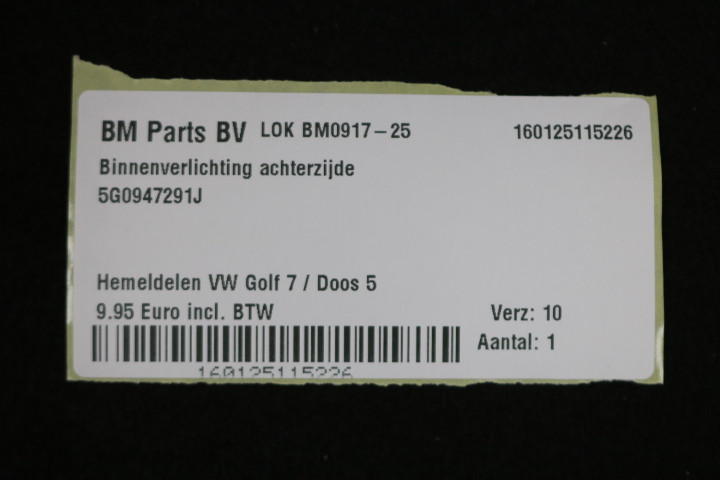 BM Parts BV LOK BM0917-25 160125115226
Binnenverlichting achterzijde
5G0947291J
Hemeldelen VW Golf 7 / Doos 5
9.95 Euro incl. BTW Verz: 10
Aantal: 1
160125115226